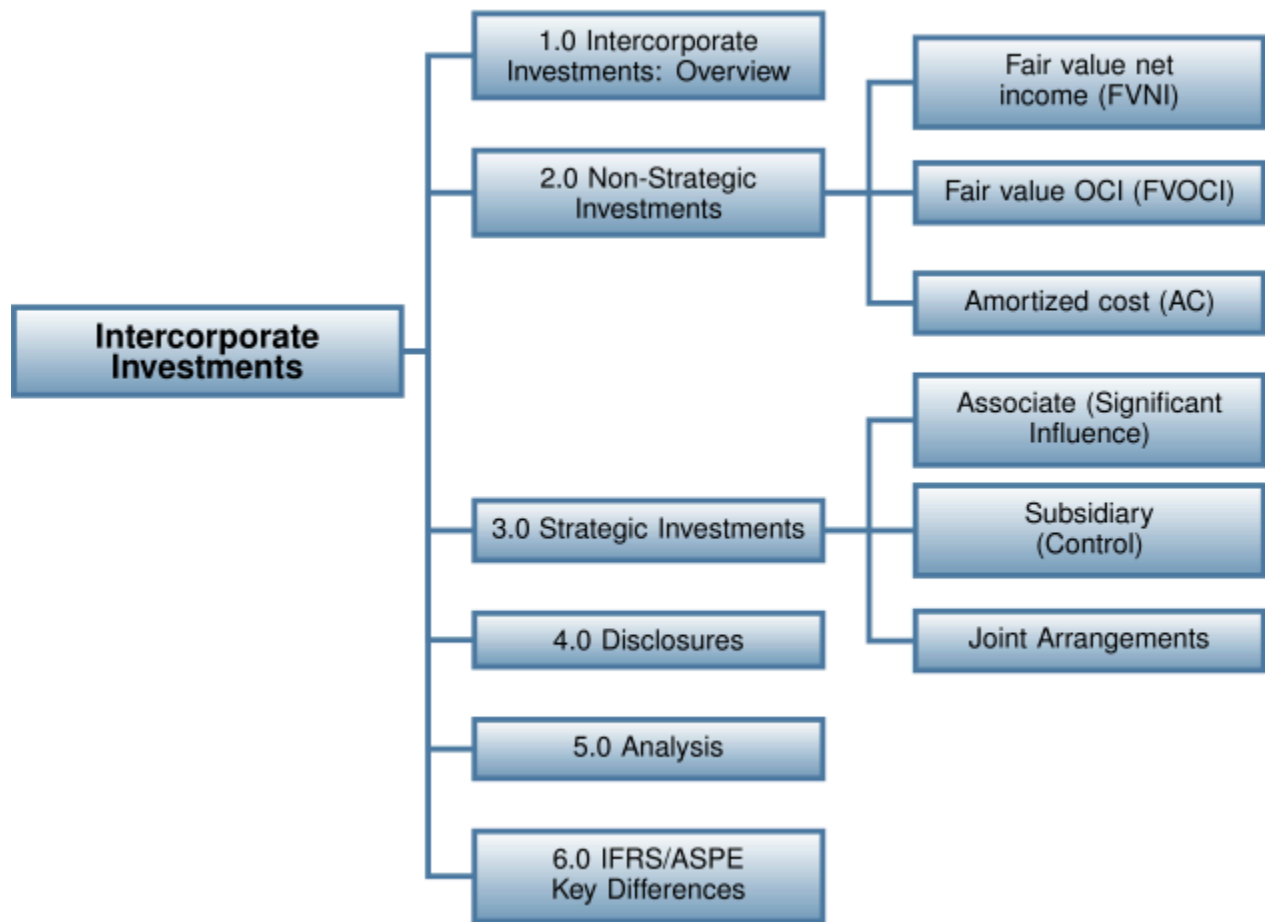 Intercorporate
Investments
1.0 Intercorporate
Investments: Overview
2.0 Non-Strategic
Investments
Fair value net
income (FVNI)
Fair value OCI (FVOCI)
Amortized cost (AC)
3.0 Strategic Investments
Associate (Significant
Influence)
Subsidiary
(Control)
Joint Arrangements
4.0 Disclosures
5.0 Analysis
6.0 IFRS/ASPE
Key Differences